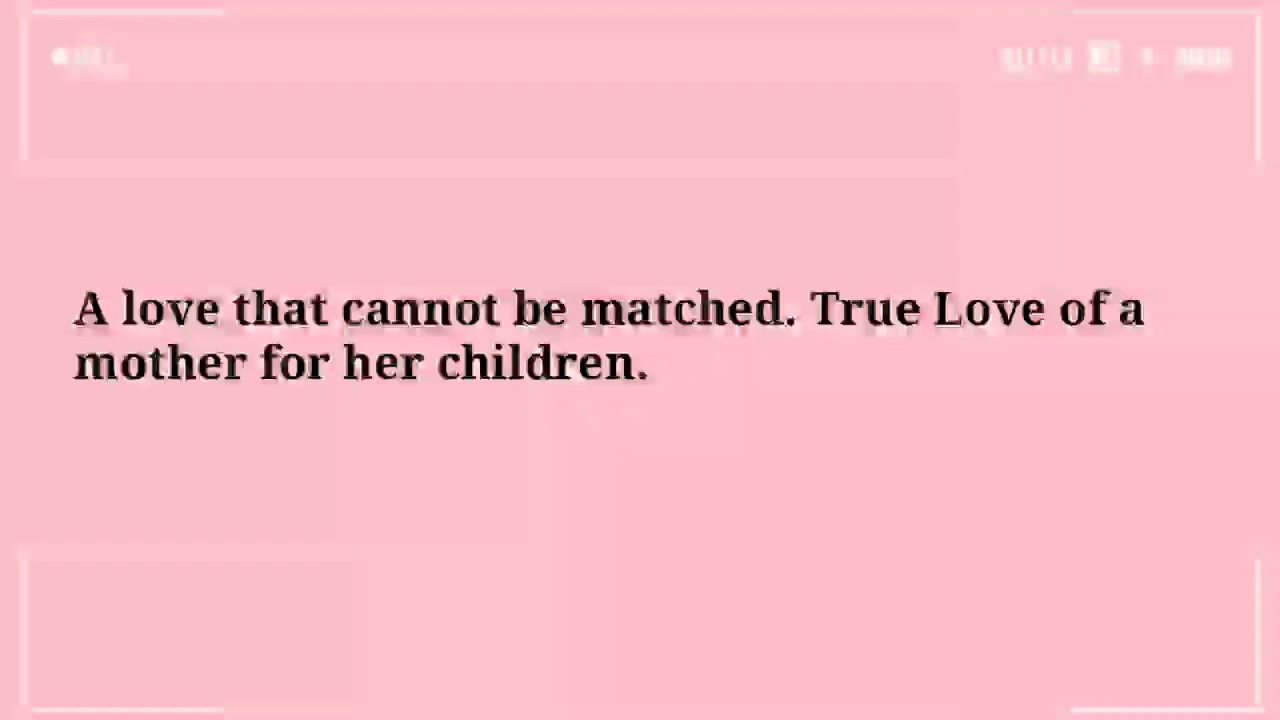 A love that cannot be matched. True Love of a
mother for her children.